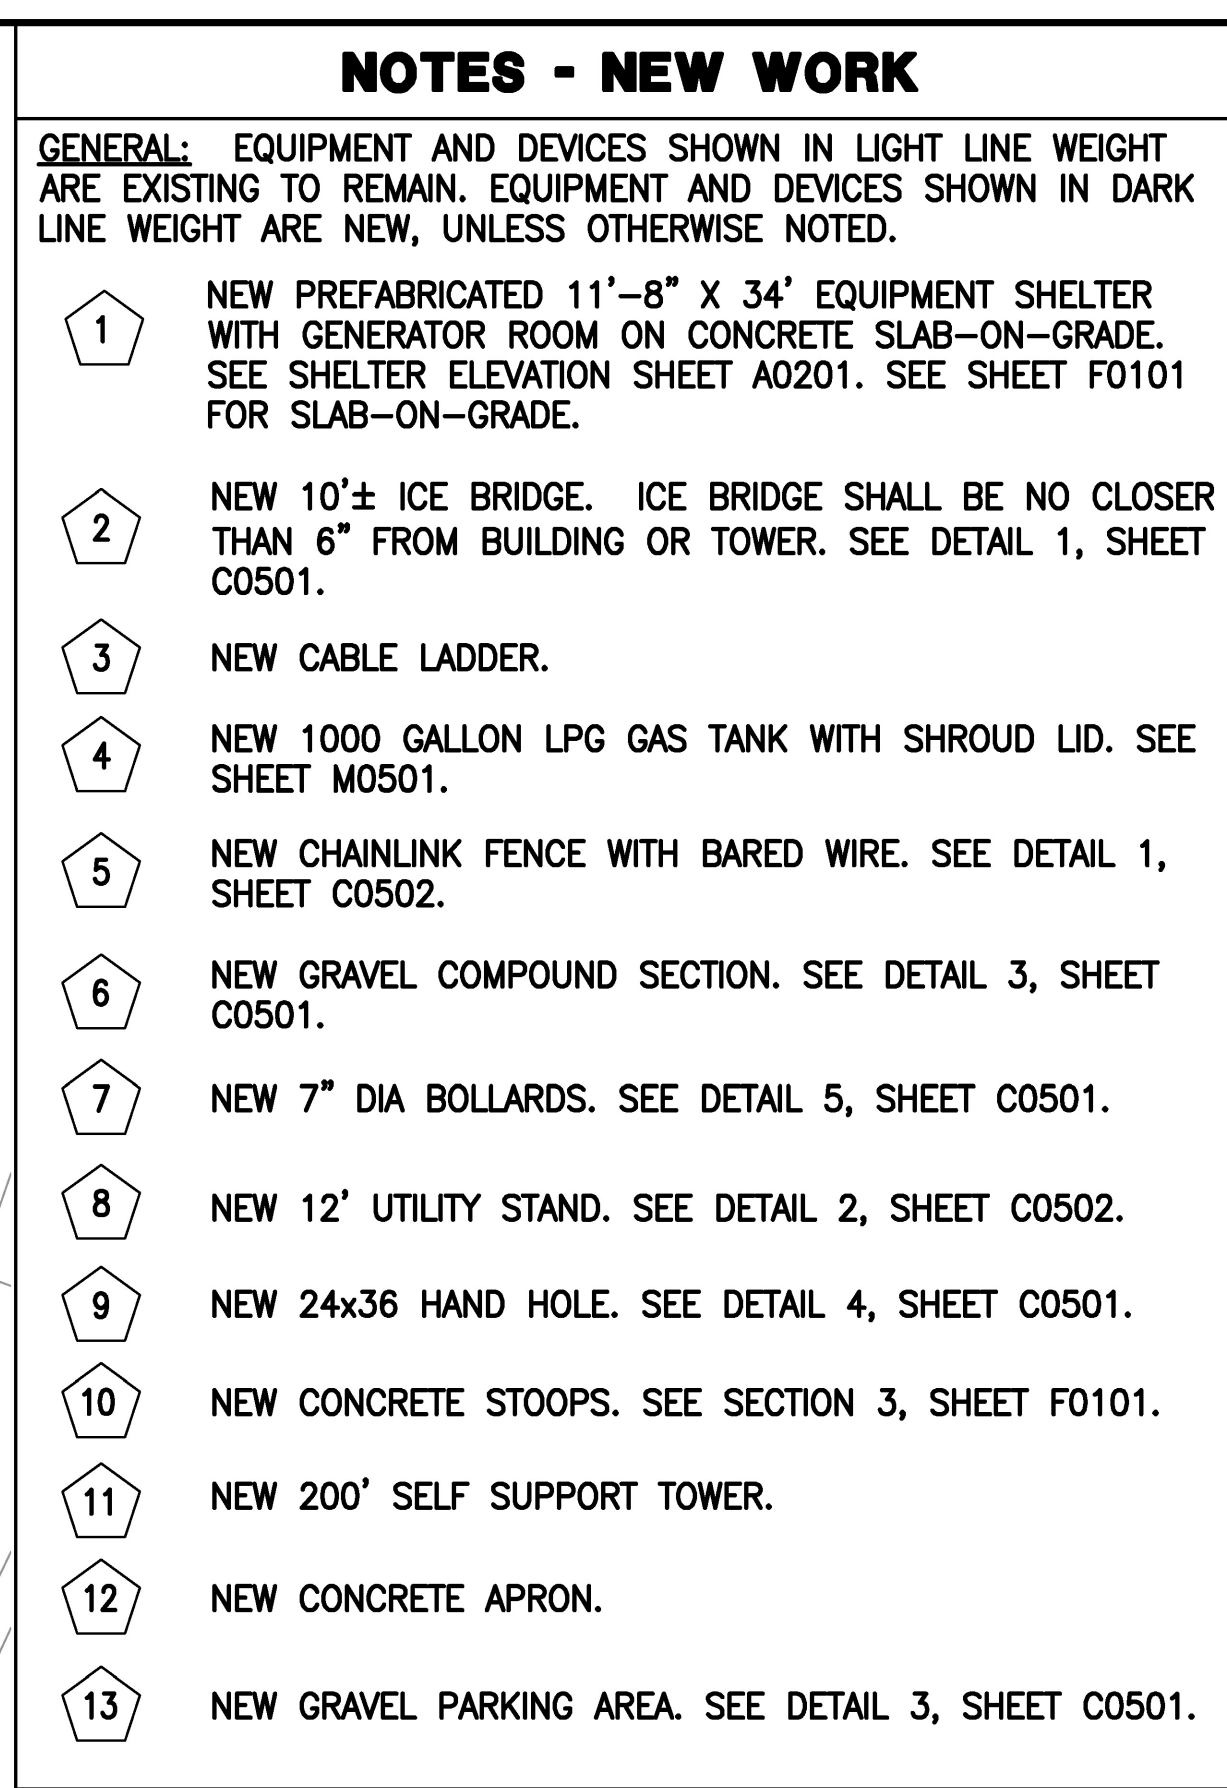 NOTES - NEW WORK
GENERAL: EQUIPMENT AND DEVICES SHOWN IN LIGHT LINE WEIGHT
ARE EXISTING TO REMAIN. EQUIPMENT AND DEVICES SHOWN IN DARK
LINE WEIGHT ARE NEW, UNLESS OTHERWISE NOTED.
1 NEW PREFABRICATED 11'-8" X 34' EQUIPMENT SHELTER
WITH GENERATOR ROOM ON CONCRETE SLAB-ON-GRADE.
SEE SHELTER ELEVATION SHEET A0201. SEE SHEET F0101
FOR SLAB-ON-GRADE.
2 NEW 10'± ICE BRIDGE. ICE BRIDGE SHALL BE NO CLOSER
THAN 6" FROM BUILDING OR TOWER. SEE DETAIL 1, SHEET
C0501.
3 NEW CABLE LADDER.
4 NEW 1000 GALLON LPG GAS TANK WITH SHROUD LID. SEE
SHEET M0501.
5 NEW CHAINLINK FENCE WITH BARED WIRE. SEE DETAIL 1,
SHEET C0502.
6 NEW GRAVEL COMPOUND SECTION. SEE DETAIL 3, SHEET
C0501.
7 NEW 7" DIA BOLLARDS. SEE DETAIL 5, SHEET C0501.
8 NEW 12' UTILITY STAND. SEE DETAIL 2, SHEET C0502.
9 NEW 24x36 HAND HOLE. SEE DETAIL 4, SHEET C0501.
10 NEW CONCRETE STOOPS. SEE SECTION 3, SHEET F0101.
11 NEW 200' SELF SUPPORT TOWER.
12 NEW CONCRETE APRON.
13 NEW GRAVEL PARKING AREA. SEE DETAIL 3, SHEET C0501.